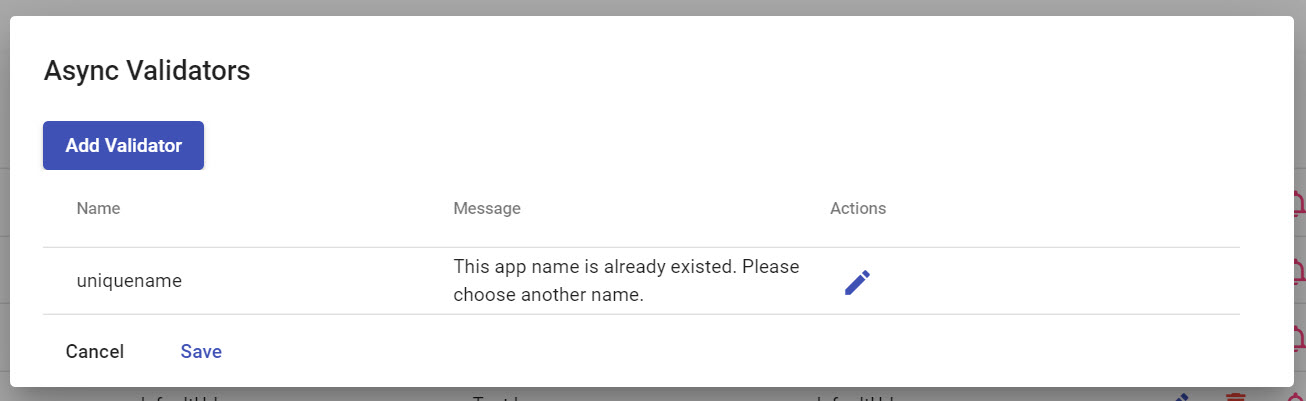 Async Validators
Add Validator
Name Message Actions
uniquename
This app name is already existed. Please
choose another name.
Cancel Save